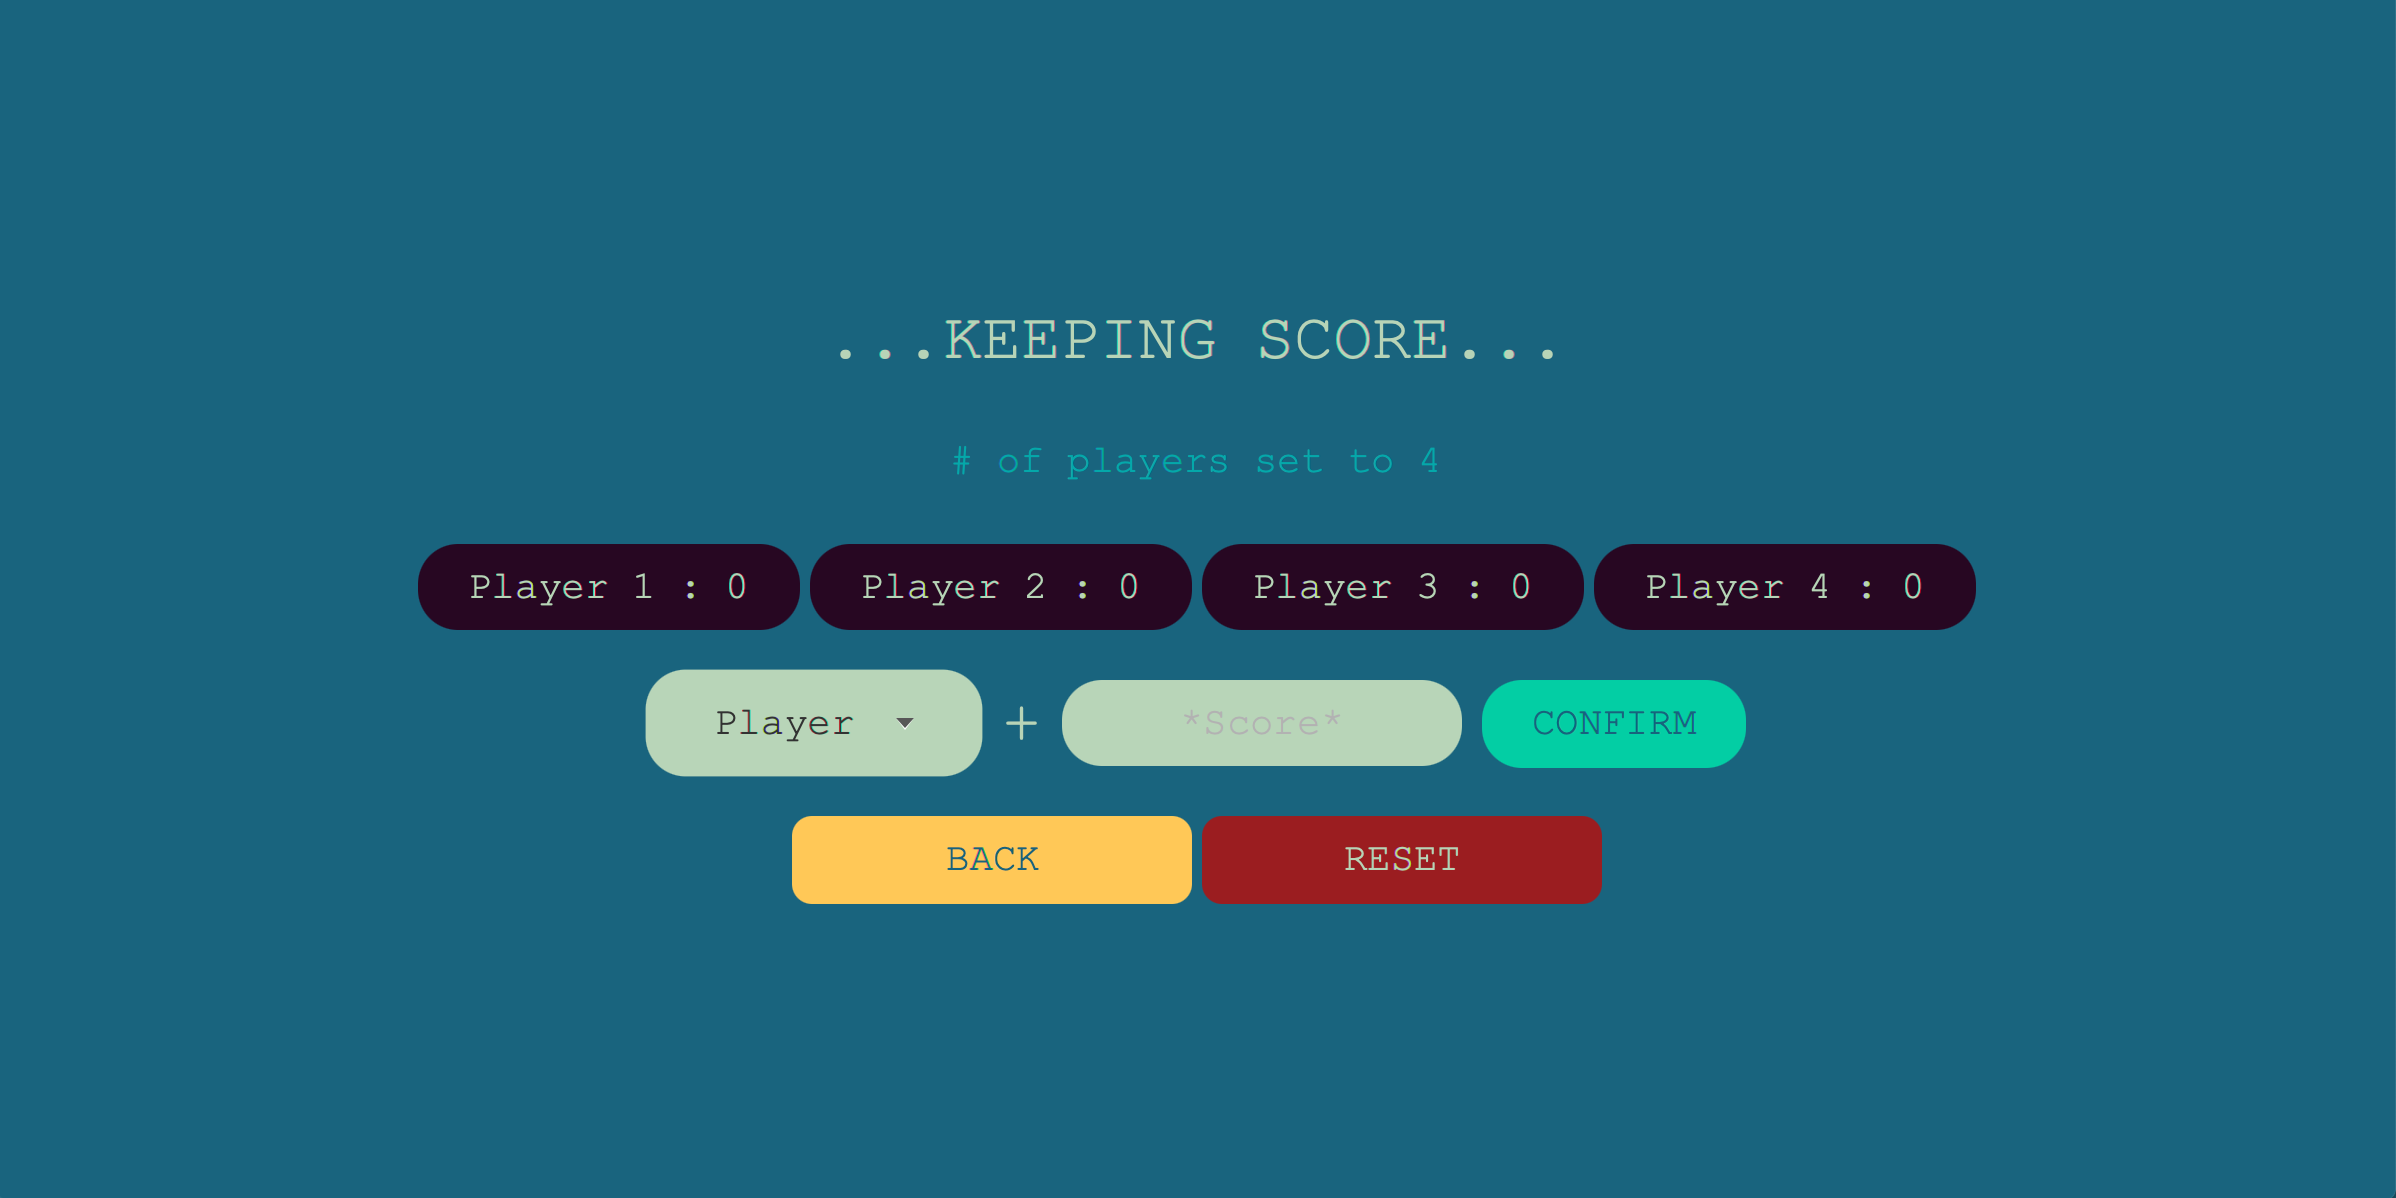 ...KEEPING SCORE...
# of players set to 4
Player 1 : 0 Player 2 : 0 Player 3 : 0 Player 4 : 0
Player + *Score* CONFIRM
BACK RESET